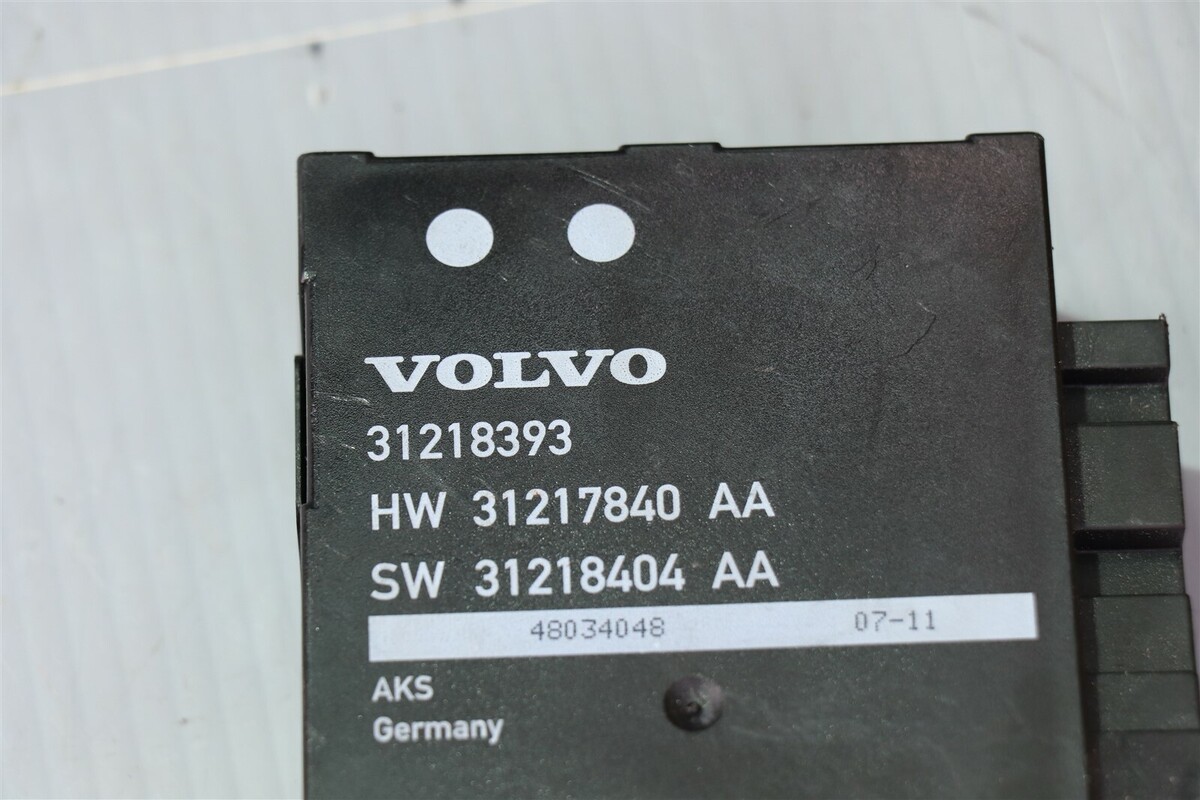 VOLVO
31218393
HW 31217840 AA
SW 31218404 AA
48034048 07-11
AKS
Germany